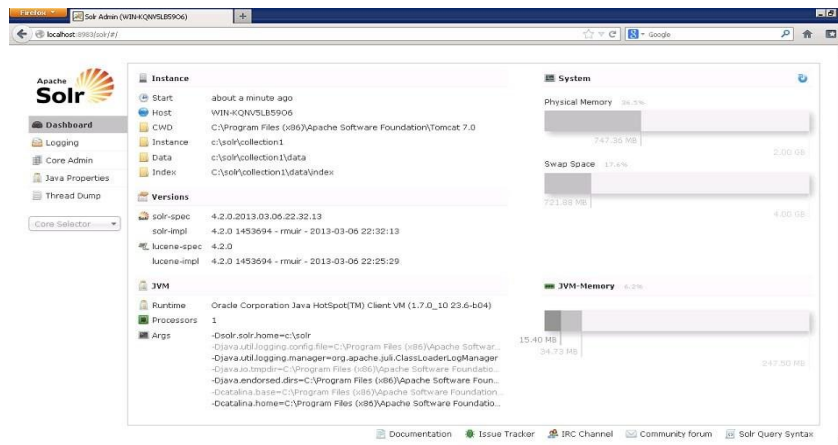 Firefox
Solr Admin (WIN-KQNVSLB5906)
localhost:8983/solr/#/
Google
Apache
Solr
Dashboard
Logging
Core Admin
Java Properties
Thread Dump
Core Selector
Instance
Start about a minute ago
Host WIN-KQNV5LB5906
CWD C:\Program Files (x86)\Apache Software Foundation\Tomcat 7.0
Instance c:\solr\collection1
Data c:\solr\collection1\data
Index C:\solr\collection1\data\index
Versions
solr-spec 4.2.0.2013.03.06.22.32.13
solr-impl 4.2.0 1453694 - rmuir - 2013-03-06 22:32:13
lucene-spec 4.2.0
lucene-impl 4.2.0 1453694 - rmuir - 2013-03-06 22:25:29
JVM
Runtime Oracle Corporation Java HotSpot(TM) Client VM (1.7.0_10 23.6-b04)
Processors 1
Args -Dsolr.solr.home=c:\solr
-Djava.util.logging.config.file=C:\Program Files (x86)\Apache Softwar...
-Djava.util.logging.manager=org.apache.juli.ClassLoaderLogManager
-Djava.io.tmpdir=C:\Program Files (x86)\Apache Software Foundatio...
-Djava.endorsed.dirs=C:\Program Files (x86)\Apache Software Foun...
-Dcatalina.base=C:\Program Files (x86)\Apache Software Foundation...
-Dcatalina.home=C:\Program Files (x86)\Apache Software Foundatio...
System
Physical Memory 36.5%
747.36 MB
2.00 GB
Swap Space 17.6%
721.88 MB
4.00 GB
JVM-Memory 6.2%
15.40 MB
34.73 MB
247.50 MB
Documentation Issue Tracker IRC Channel Community forum Solr Query Syntax